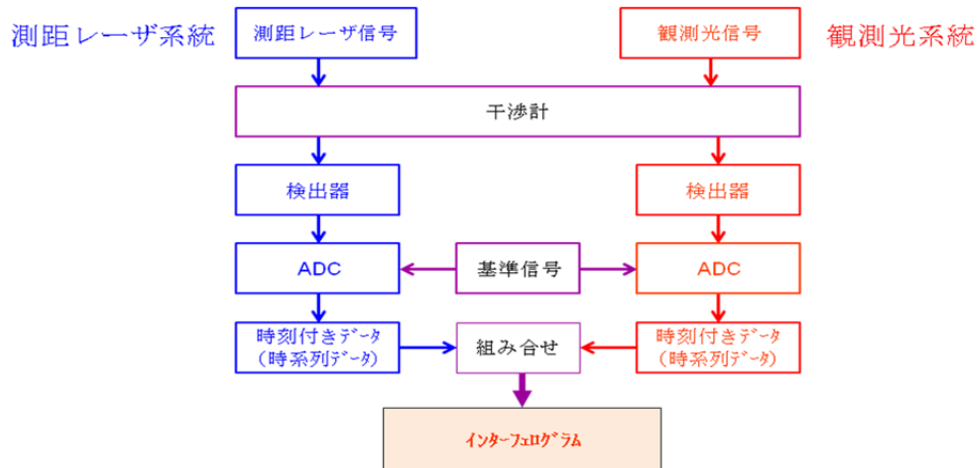 測距レーザ系統
測距レーザ信号
観測光信号
観測光系統
干渉計
検出器
検出器
ADC
基準信号
ADC
時刻付きデータ
(時系列データ)
組み合せ
時刻付きデータ
(時系列データ)
インターフェログラム